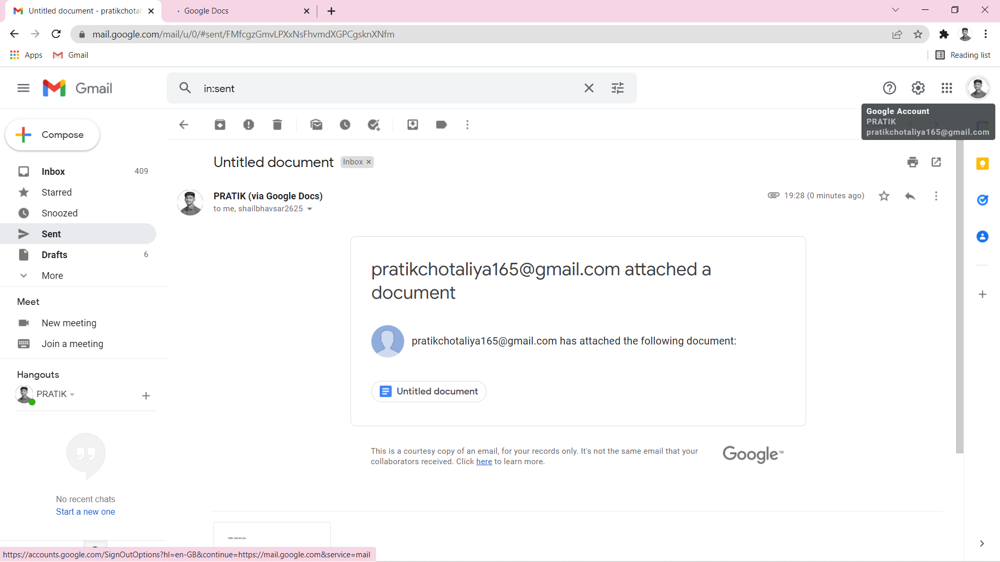 Untitled document - pratikchotali
Google Docs
mail.google.com/mail/u/0/#sent/FMfcgzGmvLPXxNsFhvmdXGPCgsknXNfm
Apps
Gmail
Reading list
Gmail
in:sent
Google Account
PRATIK
pratikchotaliya165@gmail.com
Compose
Untitled document
Inbox
Inbox 409
Starred
Snoozed
Sent
Drafts 6
More
PRATIK (via Google Docs)
to me, shailbhavsar2625
19:28 (0 minutes ago)
pratikchotaliya165@gmail.com attached a
document
pratikchotaliya165@gmail.com has attached the following document:
Untitled document
Meet
New meeting
Join a meeting
Hangouts
PRATIK
This is a courtesy copy of an email, for your records only. It's not the same email that your
collaborators received. Click here to learn more.
Google™
No recent chats
Start a new one
https://accounts.google.com/SignOutOptions?hl=en-GB&continue=https://mail.google.com&service=mail